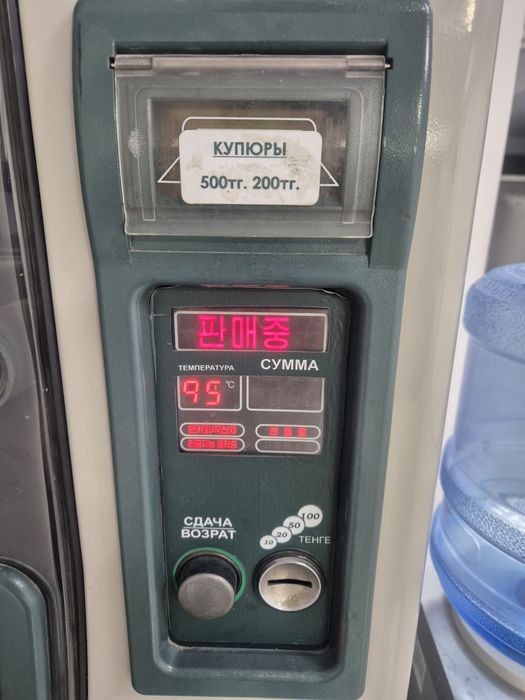 КУПЮРЫ
500тг. 200тг.
판매중
ТЕМПЕРАТУРА СУММА
95 °C
СДАЧА
ВОЗРАТ
10 20 50 100
ТЕНГЕ